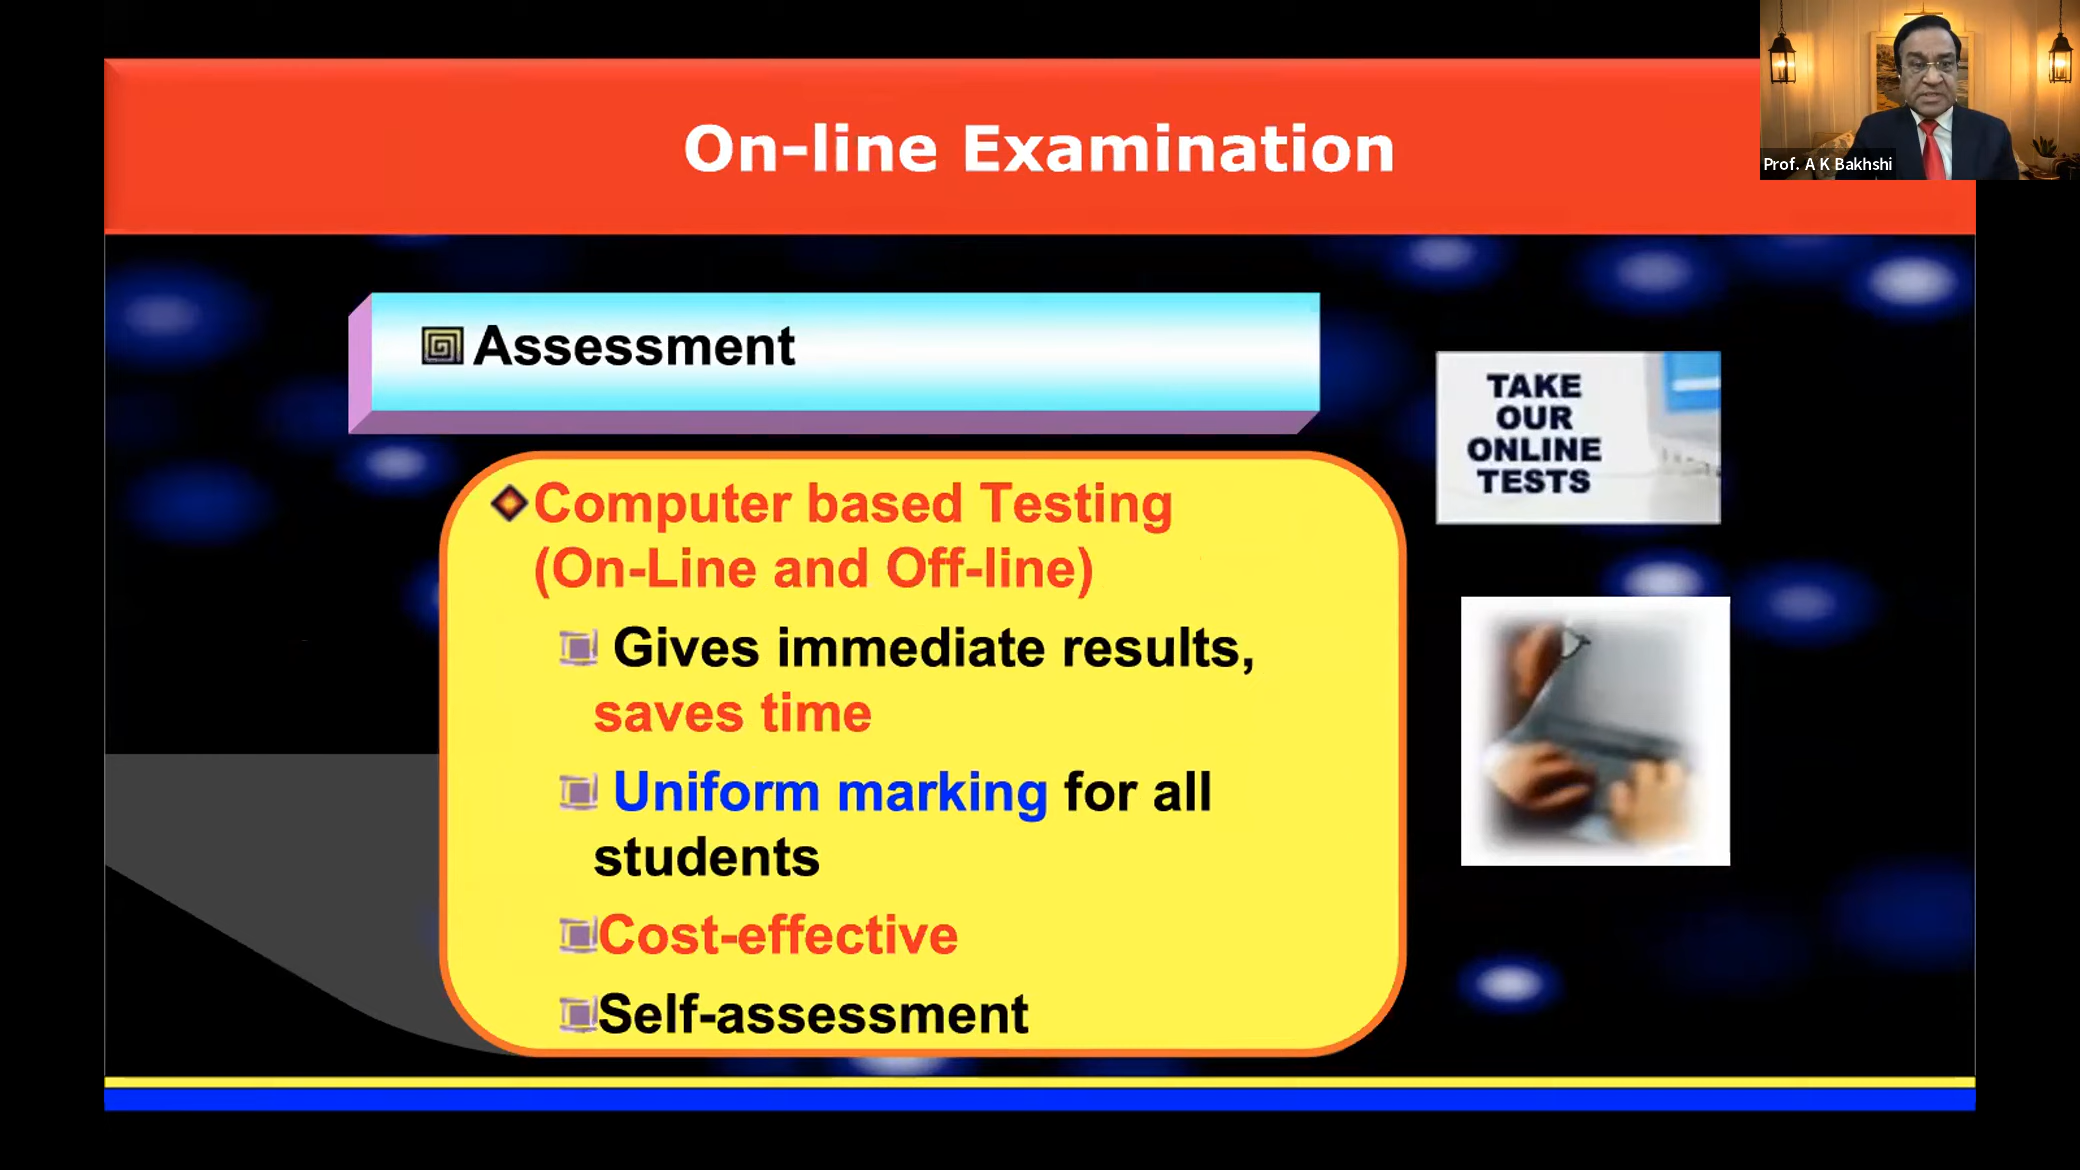 On-line Examination
Prof. A K Bakhshi
Assessment
TAKE
OUR
ONLINE
TESTS
Computer based Testing
(On-Line and Off-line)
Gives immediate results,
saves time
Uniform marking for all
students
Cost-effective
Self-assessment